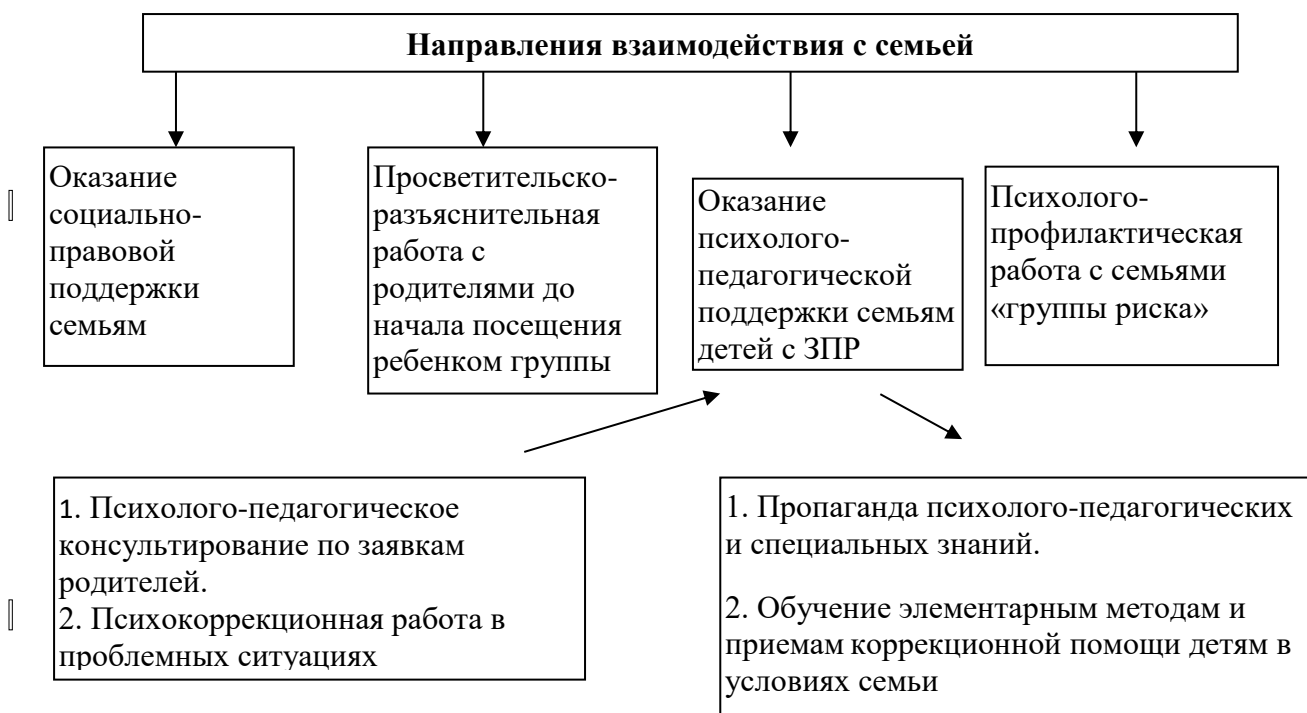 Направления взаимодействия с семьей
Оказание
социально-
правовой
поддержки
семьям
Просветительско-
разъяснительная
работа с
родителями до
начала посещения
ребенком группы
Оказание
психолого-
педагогической
поддержки семьям
детей с ЗПР
Психолого-
профилактическая
работа с семьями
«группы риска»
1. Психолого-педагогическое
консультирование по заявкам
родителей.
2. Психокоррекционная работа в
проблемных ситуациях
1. Пропаганда психолого-педагогических
и специальных знаний.
2. Обучение элементарным методам и
приемам коррекционной помощи детям в
условиях семьи